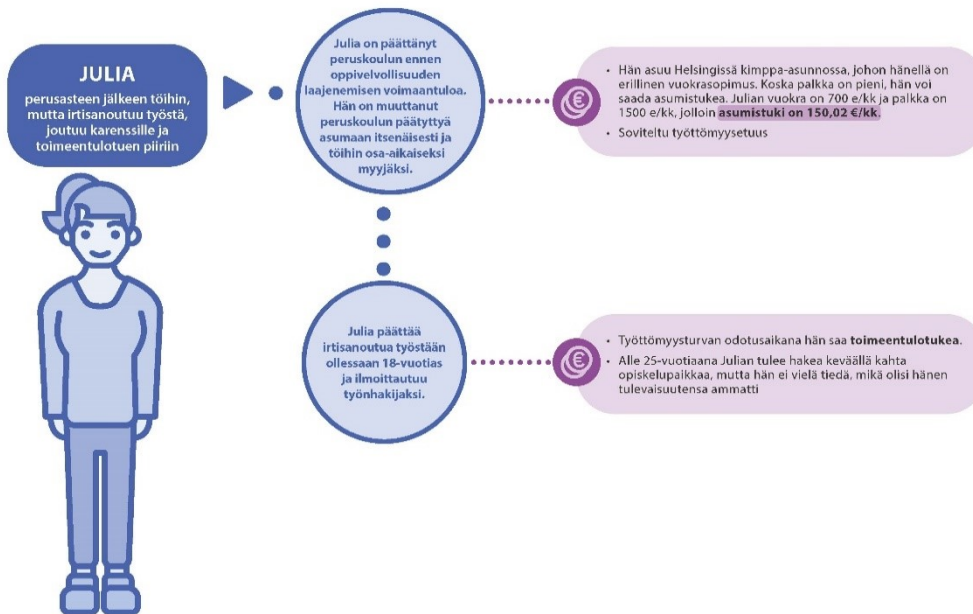 JULIA
perusasteen jälkeen töihin,
mutta irtisanoutuu työstä,
joutuu karenssille ja
toimeentulotuen piiriin
Julia on päättänyt
peruskoulun ennen
oppivelvollisuuden
laajenemisen voimaantuloa.
Hän on muuttanut
peruskoulun päätyttyä
asumaan itsenäisesti ja
töihin osa-aikaiseksi
myyjäksi.
• Hän asuu Helsingissä kimppa-asunnossa, johon hänellä on
erillinen vuokrasopimus. Koska palkka on pieni, hän voi
saada asumistukea. Julian vuokra on 700 e/kk ja palkka on
1500 e/kk, jolloin asumistuki on 150,02 €/kk.
• Soviteltu työttömyysetuus
Julia päättää
irtisanoutua työstään
ollessaan 18-vuotias
ja ilmoittautuu
työnhakijaksi.
• Työttömyysturvan odotusaikana hän saa toimeentulotukea.
• Alle 25-vuotiaana Julian tulee hakea keväällä kahta
opiskelupaikkaa, mutta hän ei vielä tiedä, mikä olisi hänen
tulevaisuutensa ammatti